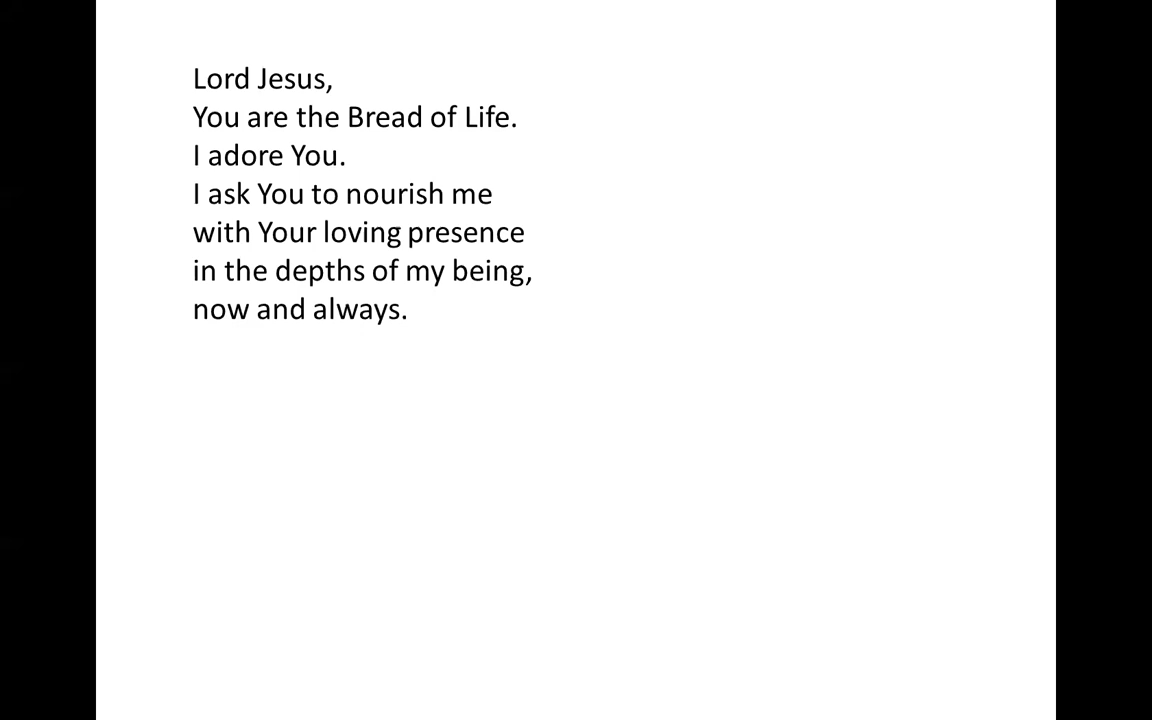 Lord Jesus,
You are the Bread of Life.
I adore You.
I ask You to nourish me
with Your loving presence
in the depths of my being,
now and always.